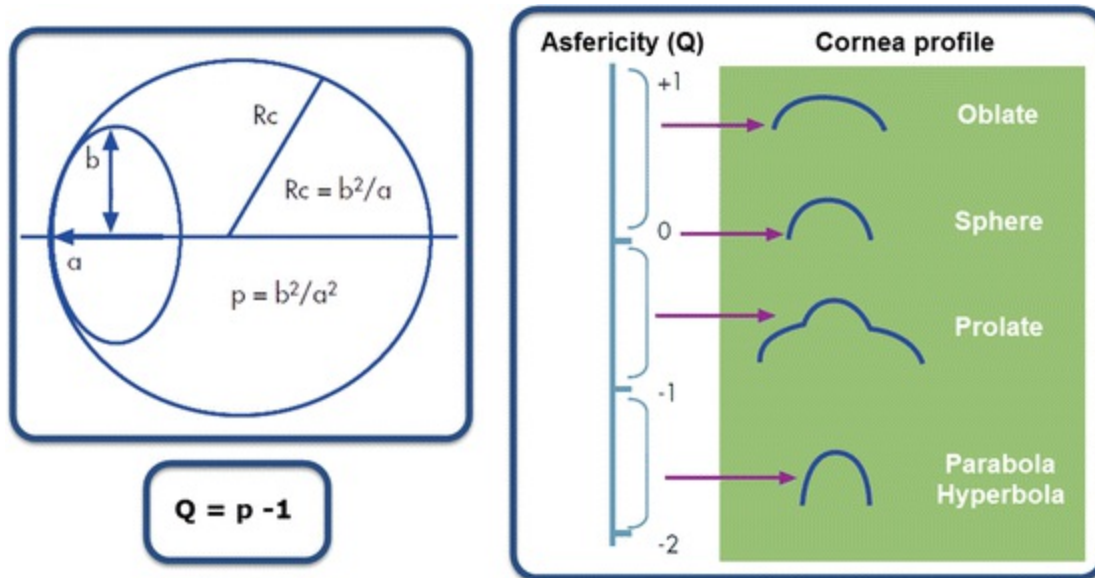 Rc
b
Rc = b²/a
a
p = b²/a²
Q = p -1
Asfericity (Q)
Cornea profile
+1
Oblate
0
Sphere
Prolate
-1
Parabola
Hyperbola
-2